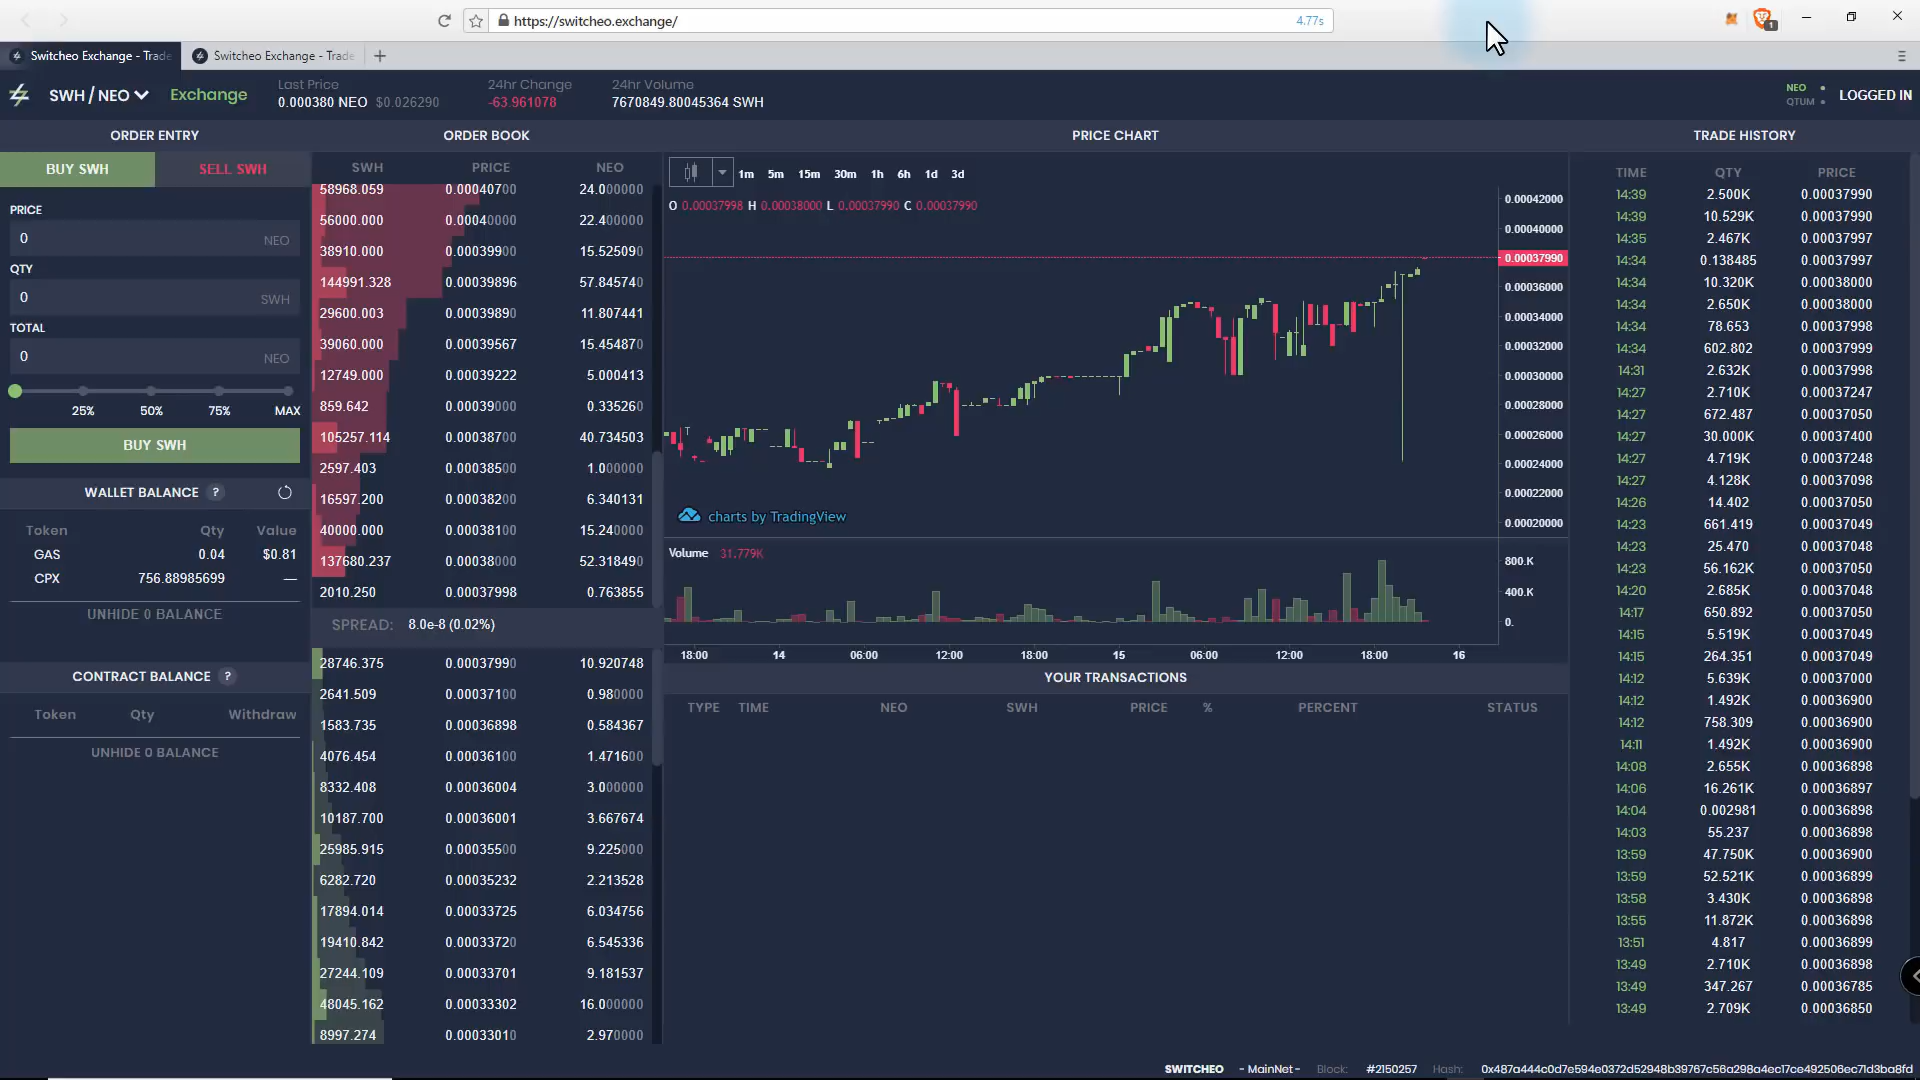 https://switcheo.exchange/ 4.77s
1
Switcheo Exchange - Trade
Switcheo Exchange - Trade
SWH / NEO Exchange
Last Price 24hr Change 24hr Volume
0.000380 NEO $0.026290 -63.961078 7670849.80045364 SWH
NEO
QTUM
LOGGED IN
ORDER ENTRY
BUY SWH SELL SWH
PRICE
0 NEO
QTY
0 SWH
TOTAL
0 NEO
25% 50% 75% MAX
BUY SWH
WALLET BALANCE ?
Token Qty Value
GAS 0.04 $0.81
CPX 756.88985699 —
UNHIDE 0 BALANCE
CONTRACT BALANCE ?
Token Qty Withdraw
UNHIDE 0 BALANCE
ORDER BOOK
SWH PRICE NEO
58968.059 0.00040700 24.000000
56000.000 0.00040000 22.400000
38910.000 0.00039900 15.525090
144991.328 0.00039896 57.845740
29600.003 0.00039890 11.807441
39060.000 0.00039567 15.454870
12749.000 0.00039222 5.000413
859.642 0.00039000 0.335260
105257.114 0.00038700 40.734503
2597.403 0.00038500 1.000000
16597.200 0.00038200 6.340131
40000.000 0.00038100 15.240000
137680.237 0.00038000 52.318490
2010.250 0.00037998 0.763855
SPREAD: 8.0e-8 (0.02%)
28746.375 0.00037990 10.920748
2641.509 0.00037100 0.980000
1583.735 0.00036898 0.584367
4076.454 0.00036100 1.471600
8332.408 0.00036004 3.000000
10187.700 0.00036001 3.667674
25985.915 0.00035500 9.225000
6282.720 0.00035232 2.213528
17894.014 0.00033725 6.034756
19410.842 0.00033720 6.545336
27244.109 0.00033701 9.181537
48045.162 0.00033302 16.000000
8997.274 0.00033010 2.970000
PRICE CHART
1m 5m 15m 30m 1h 6h 1d 3d
O 0.00037998 H 0.00038000 L 0.00037990 C 0.00037990
0.00042000
0.00040000
0.00037990
0.00036000
0.00034000
0.00032000
0.00030000
0.00028000
0.00026000
0.00024000
0.00022000
0.00020000
charts by TradingView
Volume 31.779K
800.K
400.K
0.
18:00 14 06:00 12:00 18:00 15 06:00 12:00 18:00 16
YOUR TRANSACTIONS
TYPE TIME NEO SWH PRICE % PERCENT STATUS
TRADE HISTORY
TIME QTY PRICE
14:39 2.500K 0.00037990
14:39 10.529K 0.00037990
14:35 2.467K 0.00037997
14:34 0.138485 0.00037997
14:34 10.320K 0.00038000
14:34 2.650K 0.00038000
14:34 78.653 0.00037998
14:34 602.802 0.00037999
14:31 2.632K 0.00037998
14:27 2.710K 0.00037247
14:27 672.487 0.00037050
14:27 30.000K 0.00037400
14:27 4.719K 0.00037248
14:27 4.128K 0.00037098
14:26 14.402 0.00037050
14:23 661.419 0.00037049
14:23 25.470 0.00037048
14:23 56.162K 0.00037048
14:20 2.685K 0.00037048
14:17 650.892 0.00037050
14:15 5.519K 0.00037049
14:15 264.351 0.00037049
14:12 5.639K 0.00037000
14:12 1.492K 0.00036900
14:12 758.309 0.00036900
14:11 1.492K 0.00036900
14:08 2.655K 0.00036898
14:06 16.261K 0.00036897
14:04 0.002981 0.00036898
14:03 55.237 0.00036898
13:59 47.750K 0.00036900
13:59 52.521K 0.00036899
13:58 3.430K 0.00036898
13:55 11.872K 0.00036898
13:51 4.817 0.00036899
13:49 2.710K 0.00036898
13:49 347.267 0.00036785
13:49 2.709K 0.00036850
SWITCHEO - MainNet - Block: #2150257 Hash: 0x487a444c0d7e594e0372d52948b39767c56a298a4ec17ce492506ec71d3ba8fd